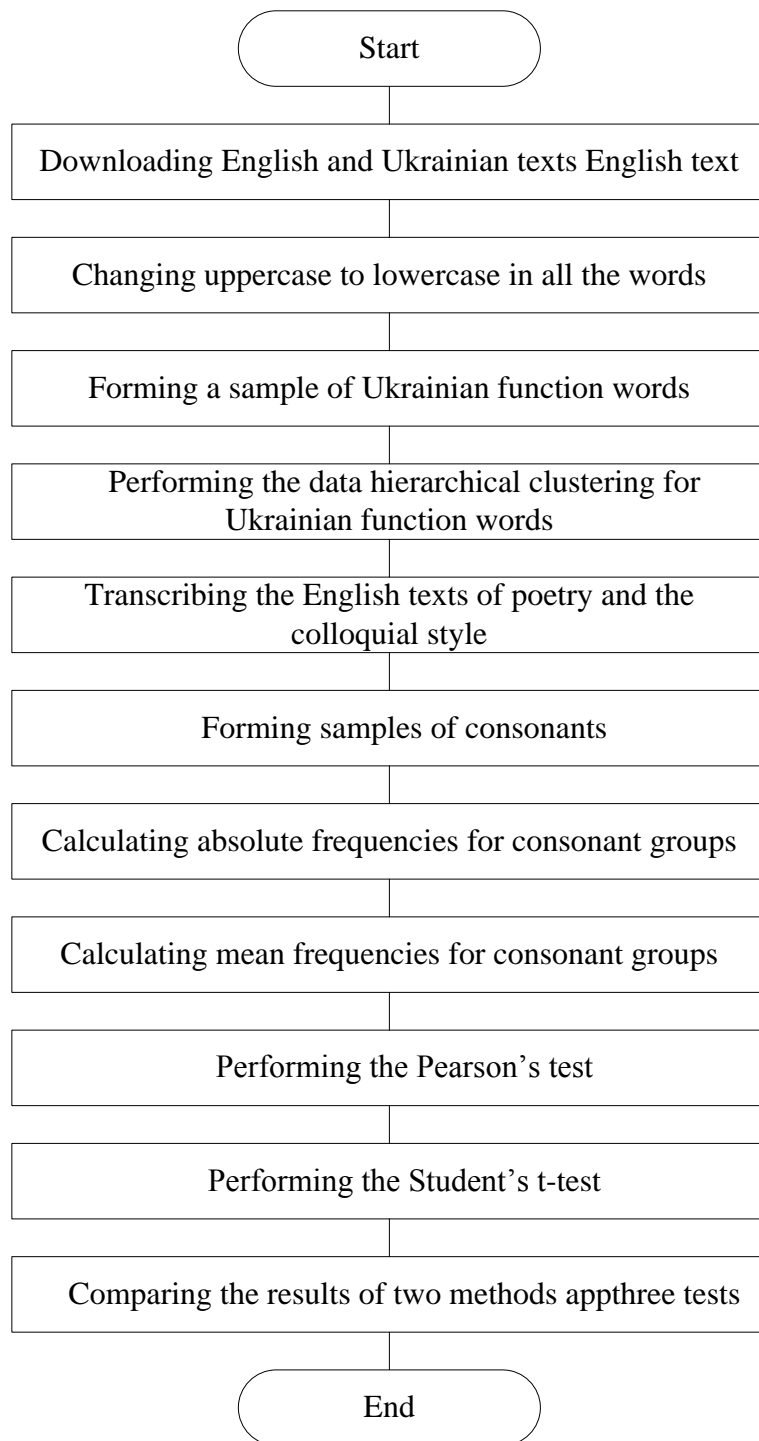 Start
Downloading English and Ukrainian texts English text
Changing uppercase to lowercase in all the words
Forming a sample of Ukrainian function words
Performing the data hierarchical clustering for
Ukrainian function words
Transcribing the English texts of poetry and the
colloquial style
Forming samples of consonants
Calculating absolute frequencies for consonant groups
Calculating mean frequencies for consonant groups
Performing the Pearson’s test
Performing the Student’s t-test
Comparing the results of two methods appthree tests
End